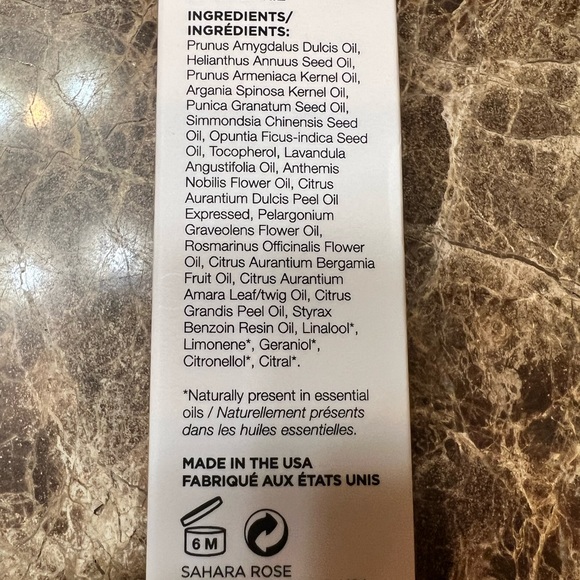 INGREDIENTS/
INGRÉDIENTS:
Prunus Amygdalus Dulcis Oil,
Helianthus Annuus Seed Oil,
Prunus Armeniaca Kernel Oil,
Argania Spinosa Kernel Oil,
Punica Granatum Seed Oil,
Simmondsia Chinensis Seed
Oil, Opuntia Ficus-indica Seed
Oil, Tocopherol, Lavandula
Angustifolia Oil, Anthemis
Nobilis Flower Oil, Citrus
Aurantium Dulcis Peel Oil
Expressed, Pelargonium
Graveolens Flower Oil,
Rosmarinus Officinalis Flower
Oil, Citrus Aurantium Bergamia
Fruit Oil, Citrus Aurantium
Amara Leaf/twig Oil, Citrus
Grandis Peel Oil, Styrax
Benzoin Resin Oil, Linalool*,
Limonene*, Geraniol*,
Citronellol*, Citral*.
*Naturally present in essential
oils / Naturellement présents
dans les huiles essentielles.
MADE IN THE USA
FABRIQUÉ AUX ÉTATS UNIS
6 M
SAHARA ROSE